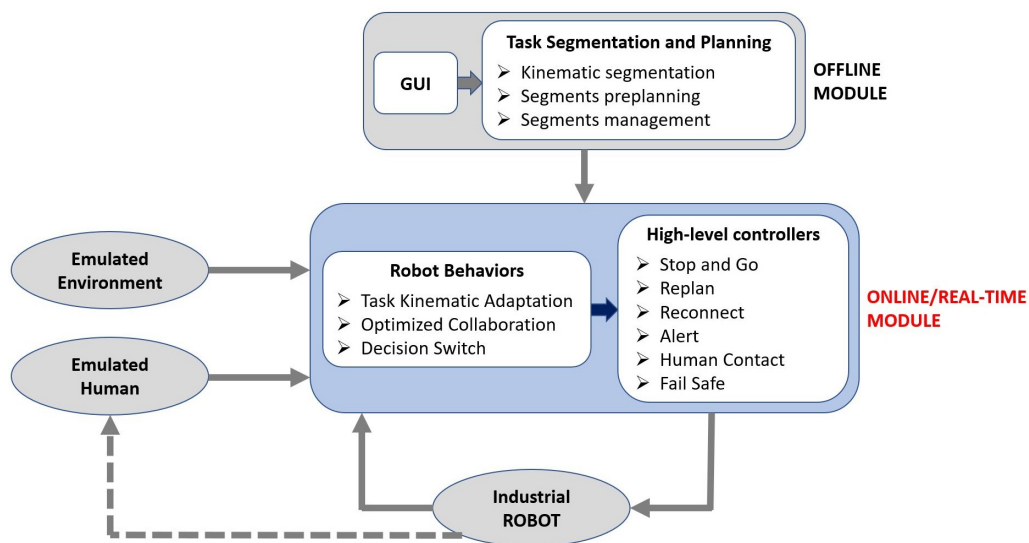 Task Segmentation and Planning
GUI
➢ Kinematic segmentation
➢ Segments preplanning
➢ Segments management
OFFLINE
MODULE
Emulated
Environment
Emulated
Human
Robot Behaviors
➢ Task Kinematic Adaptation
➢ Optimized Collaboration
➢ Decision Switch
High-level controllers
➢ Stop and Go
➢ Replan
➢ Reconnect
➢ Alert
➢ Human Contact
➢ Fail Safe
ONLINE/REAL-TIME
MODULE
Industrial
ROBOT